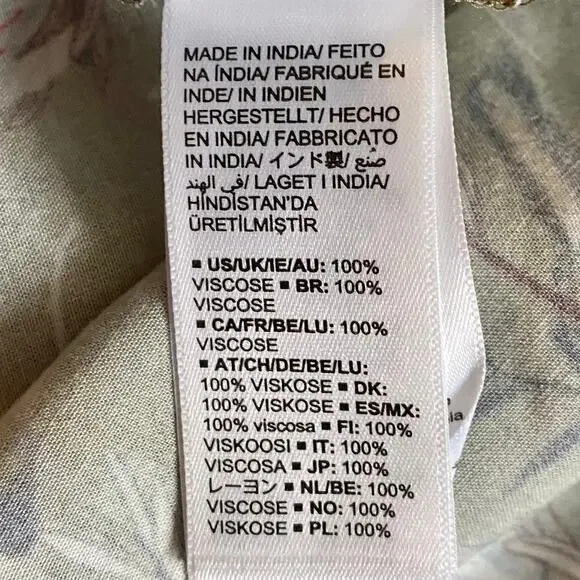 MADE IN INDIA/ FEITO
NA ÍNDIA/ FABRIQUÉ EN
INDE/ IN INDIEN
HERGESTELLT/ HECHO
EN INDIA/ FABBRICATO
IN INDIA/ インド製/ صُنع
في الهند/ LAGET I INDIA/
HİNDİSTAN'DA
ÜRETİLMİŞTİR
▪ US/UK/IE/AU: 100%
VISCOSE ▪ BR: 100%
VISCOSE
▪ CA/FR/BE/LU: 100%
VISCOSE
▪ AT/CH/DE/BE/LU:
100% VISKOSE ▪ DK:
100% VISKOSE ▪ ES/MX:
100% viscosa ▪ FI: 100%
VISKOOSI ▪ IT: 100%
VISCOSA ▪ JP: 100%
レーヨン ▪ NL/BE: 100%
VISCOSE ▪ NO: 100%
VISKOSE ▪ PL: 100%